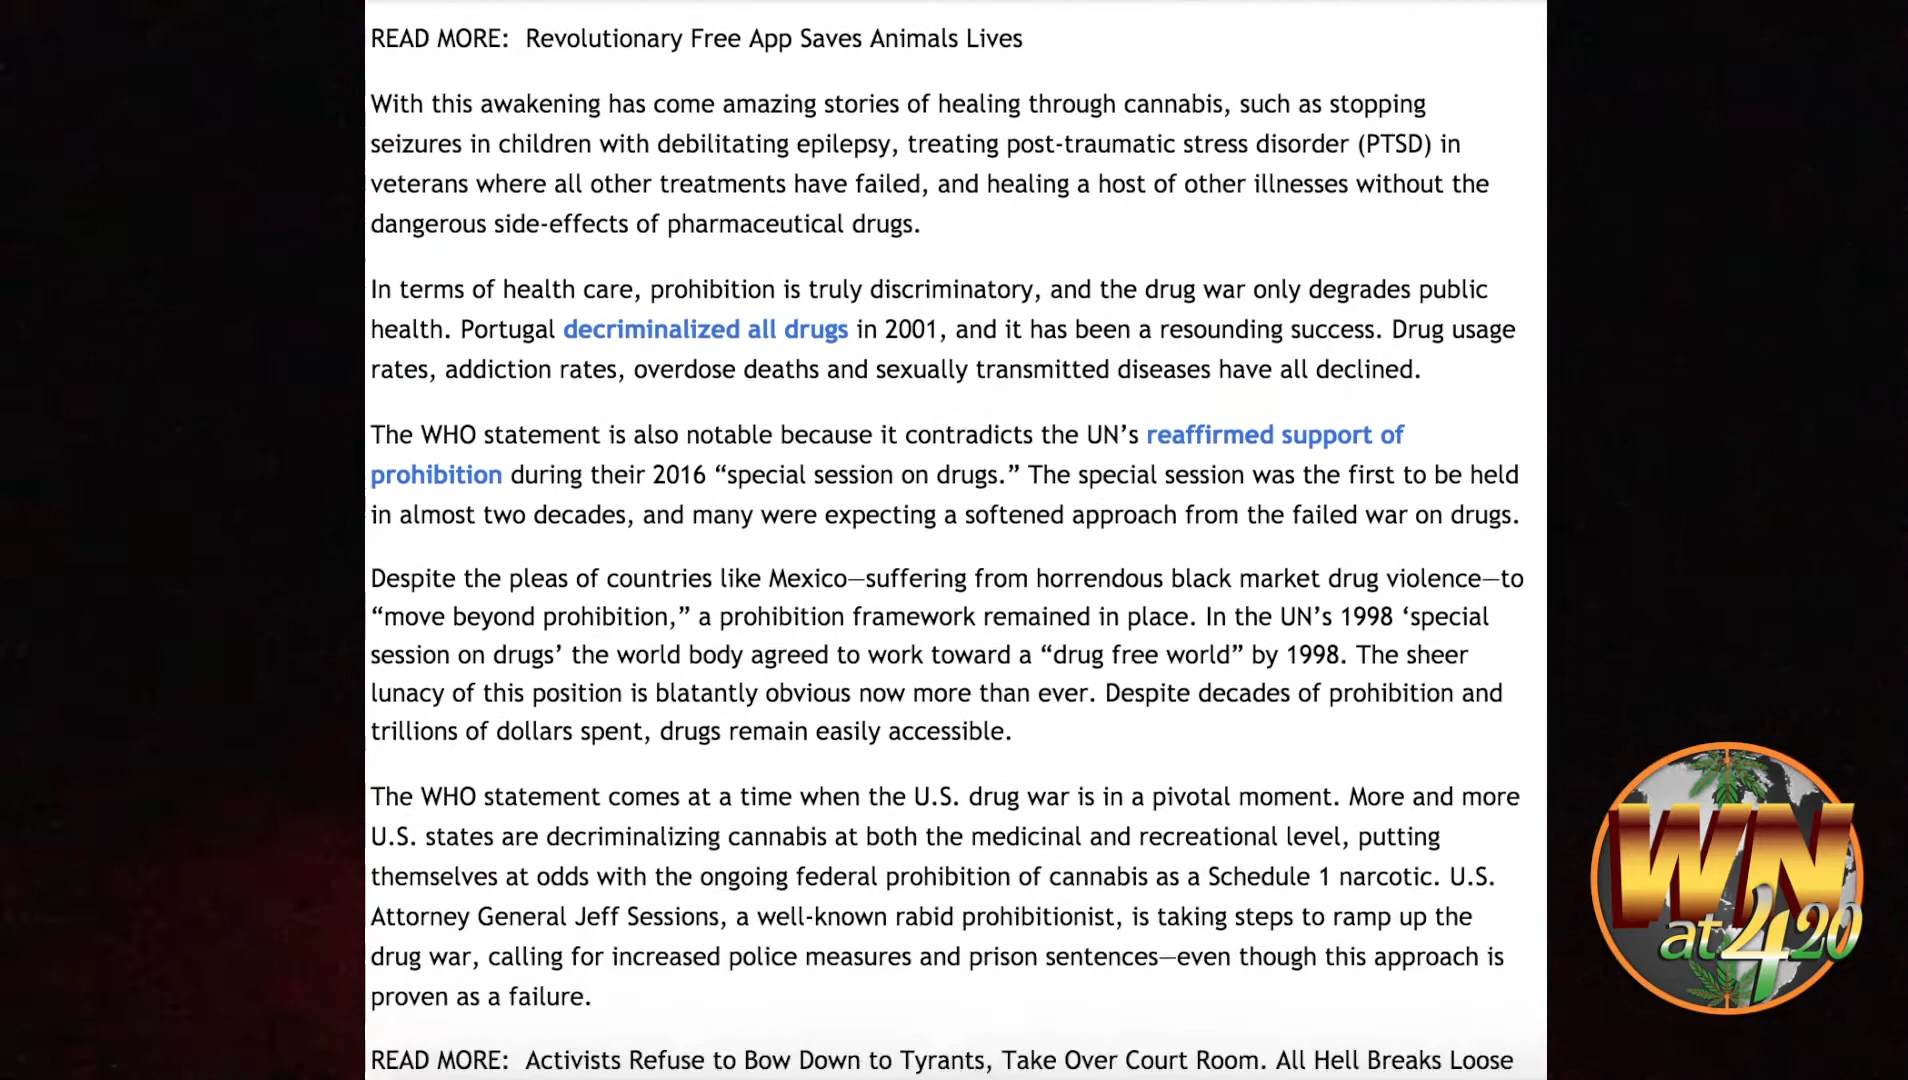 READ MORE: Revolutionary Free App Saves Animals Lives
With this awakening has come amazing stories of healing through cannabis, such as stopping
seizures in children with debilitating epilepsy, treating post-traumatic stress disorder (PTSD) in
veterans where all other treatments have failed, and healing a host of other illnesses without the
dangerous side-effects of pharmaceutical drugs.
In terms of health care, prohibition is truly discriminatory, and the drug war only degrades public
health. Portugal decriminalized all drugs in 2001, and it has been a resounding success. Drug usage
rates, addiction rates, overdose deaths and sexually transmitted diseases have all declined.
The WHO statement is also notable because it contradicts the UN’s reaffirmed support of
prohibition during their 2016 “special session on drugs.” The special session was the first to be held
in almost two decades, and many were expecting a softened approach from the failed war on drugs.
Despite the pleas of countries like Mexico—suffering from horrendous black market drug violence—to
“move beyond prohibition,” a prohibition framework remained in place. In the UN’s 1998 ‘special
session on drugs’ the world body agreed to work toward a “drug free world” by 1998. The sheer
lunacy of this position is blatantly obvious now more than ever. Despite decades of prohibition and
trillions of dollars spent, drugs remain easily accessible.
The WHO statement comes at a time when the U.S. drug war is in a pivotal moment. More and more
U.S. states are decriminalizing cannabis at both the medicinal and recreational level, putting
themselves at odds with the ongoing federal prohibition of cannabis as a Schedule 1 narcotic. U.S.
Attorney General Jeff Sessions, a well-known rabid prohibitionist, is taking steps to ramp up the
drug war, calling for increased police measures and prison sentences—even though this approach is
proven as a failure.
READ MORE: Activists Refuse to Bow Down to Tyrants, Take Over Court Room. All Hell Breaks Loose
WN
at 420